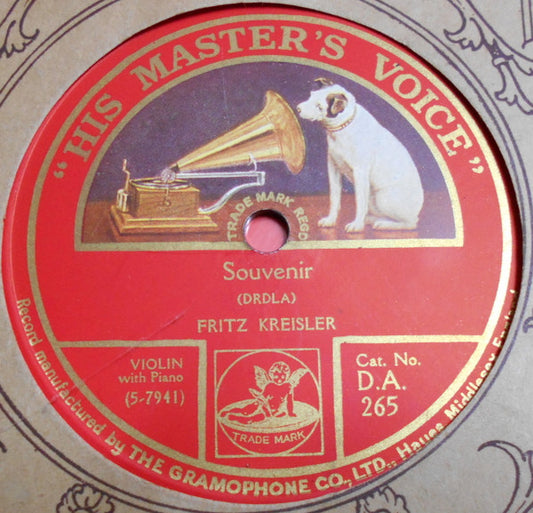 "HIS MASTER'S VOICE"
TRADE MARK REGD
Souvenir
(DRDLA)
FRITZ KREISLER
VIOLIN
with Piano
(5-7941)
TRADE MARK
Cat. No.
D.A.
265
Record manufactured by THE GRAMOPHONE CO., LTD., Hayes, Middlesex, England